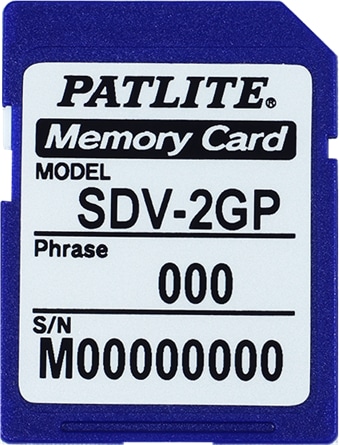 PATLITE®
Memory Card
MODEL
SDV-2GP
Phrase
000
S/N
M00000000